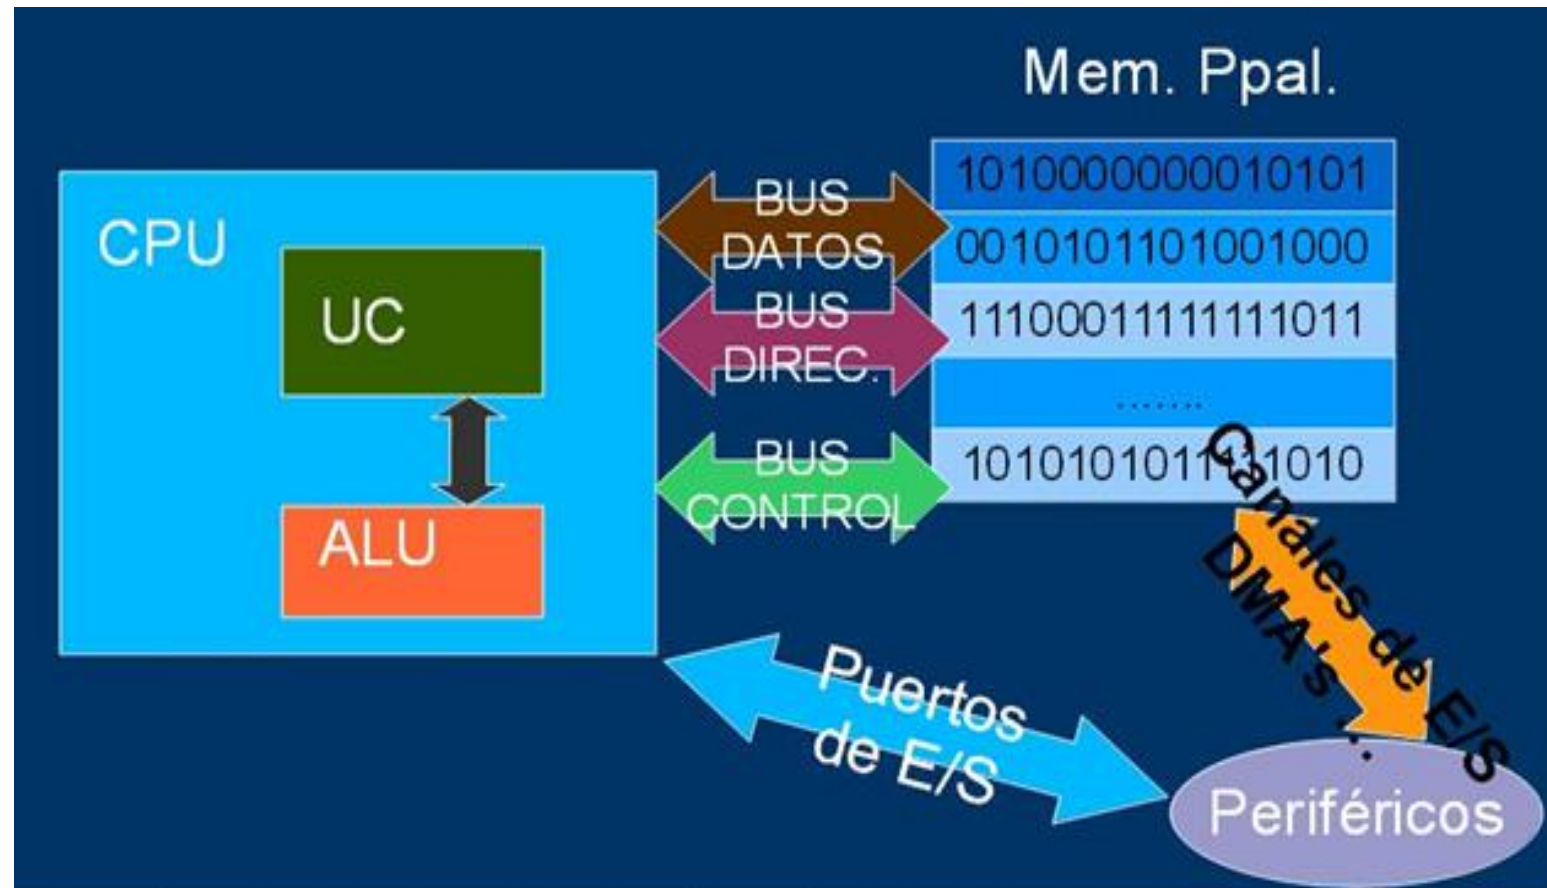 Mem. Ppal.
CPU
UC
ALU
BUS
DATOS
BUS
DIREC.
BUS
CONTROL
1010000000010101
0010101101001000
1110001111111011
.......
1010101011111010
Canales de E/S
DMA's ...
Puertos
de E/S
Periféricos